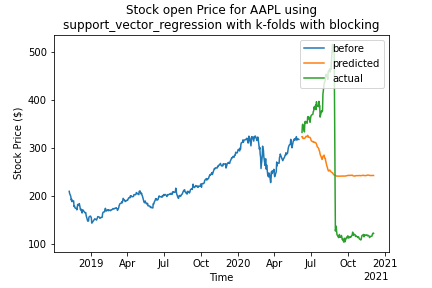 Stock open Price for AAPL using
support_vector_regression with k-folds with blocking
before
predicted
actual
Stock Price ($)
500
400
300
200
100
2019 Apr Jul Oct 2020 Apr Jul Oct 2021
2021
Time